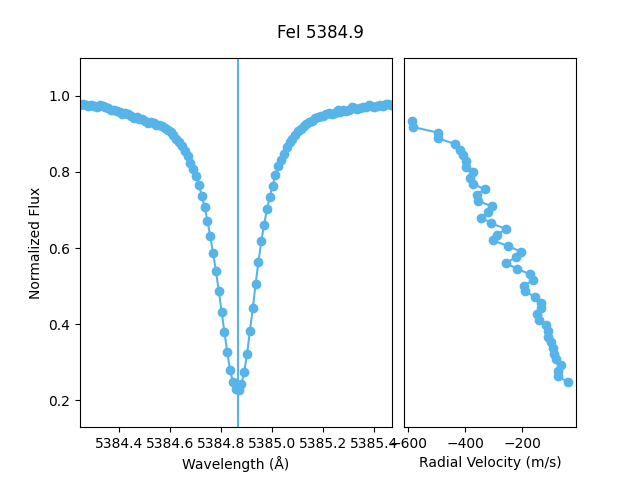 FeI 5384.9
Normalized Flux
1.0
0.8
0.6
0.4
0.2
5384.4 5384.6 5384.8 5385.0 5385.2 5385.4
Wavelength (Å)
−600 −400 −200
Radial Velocity (m/s)